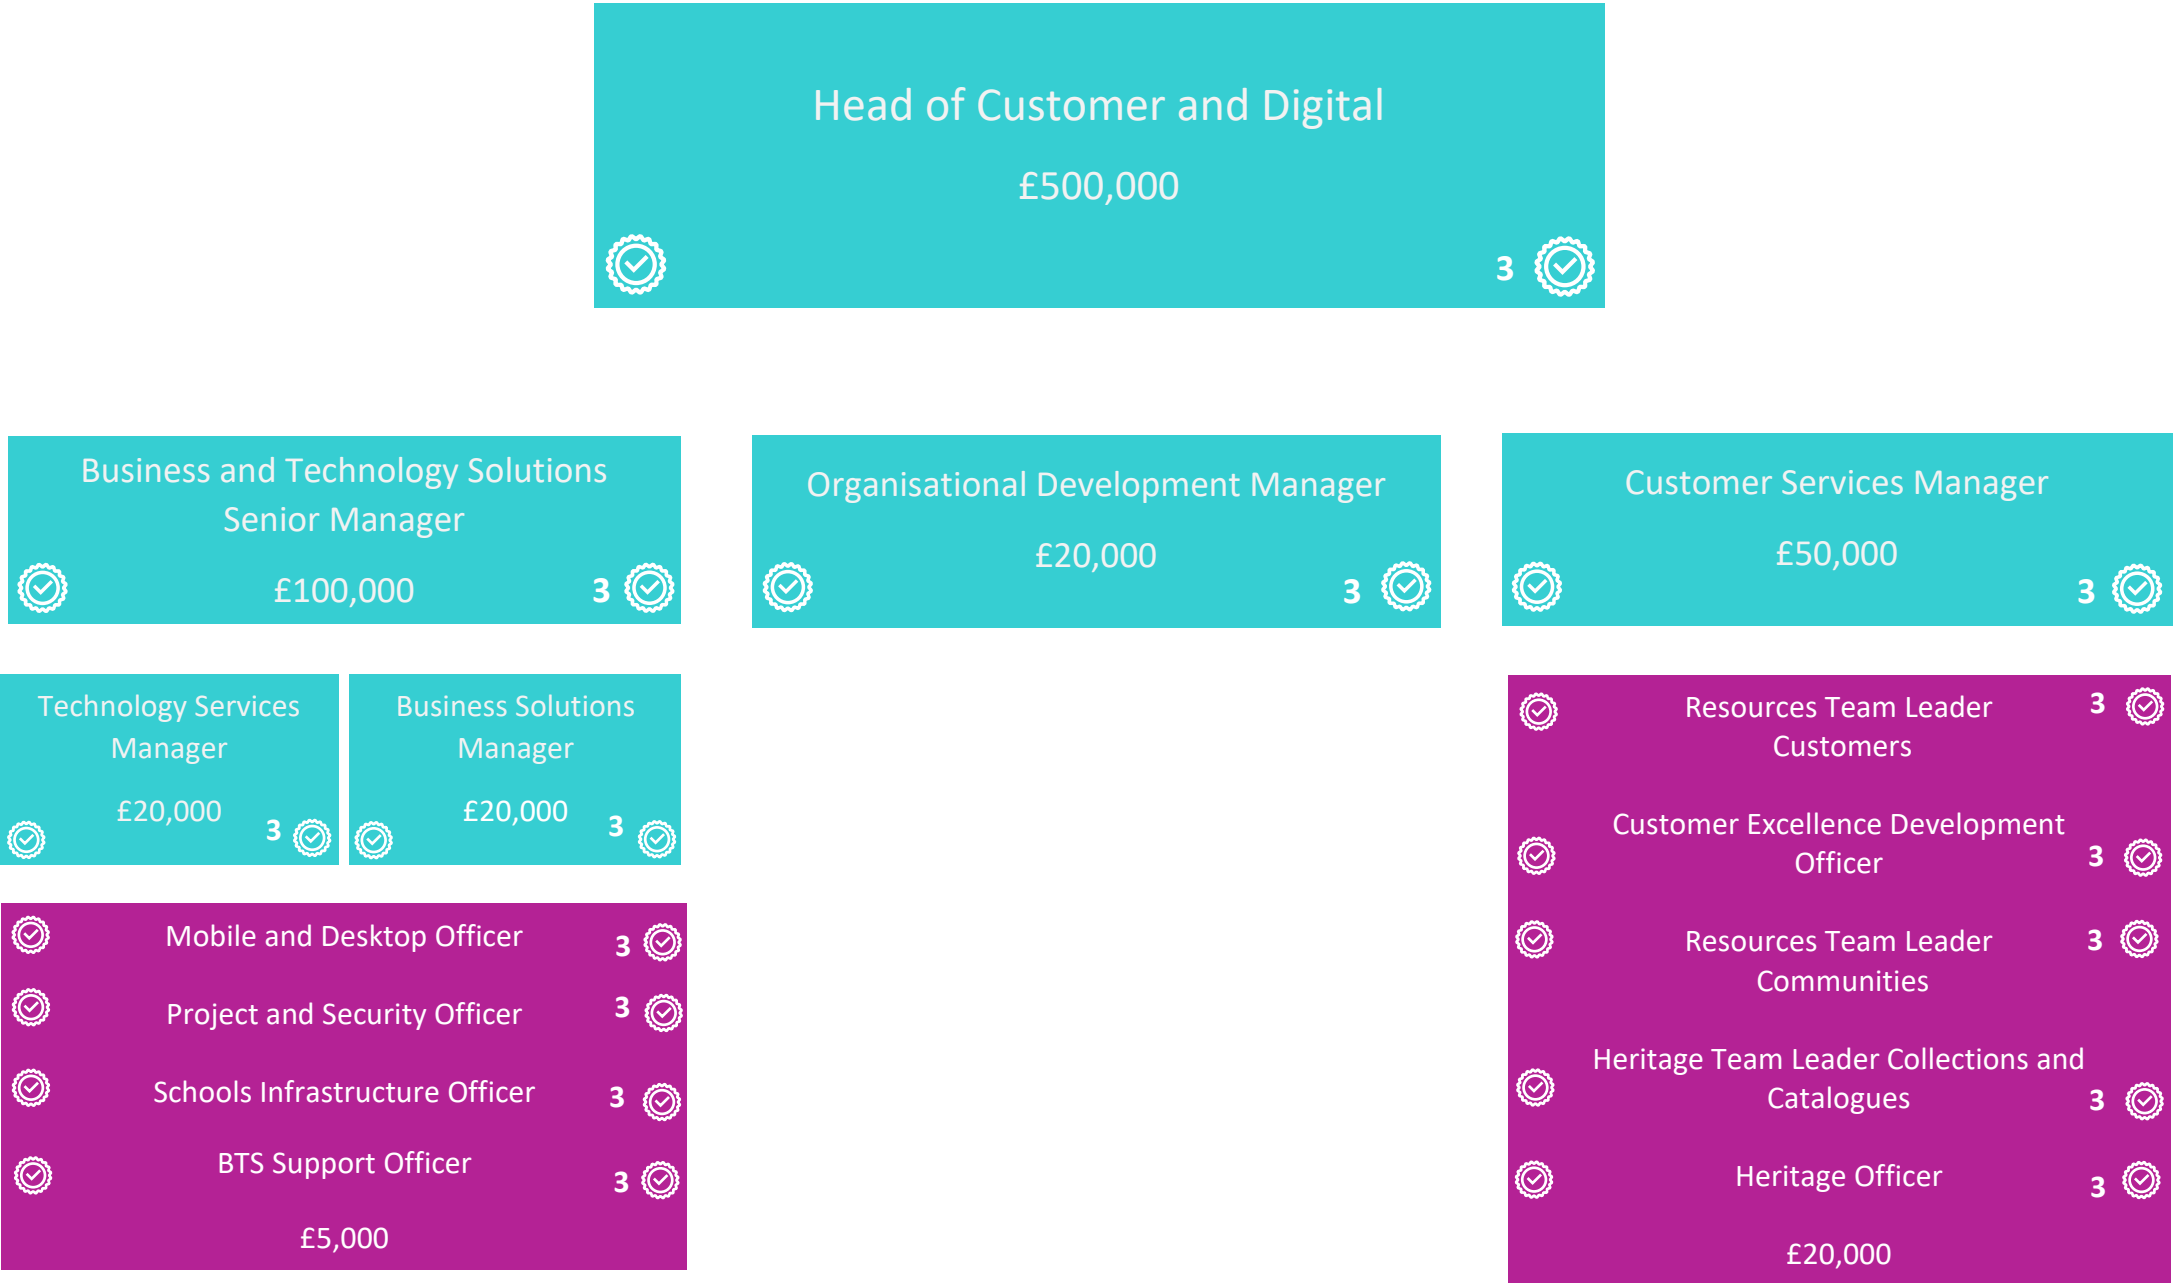 Head of Customer and Digital
£500,000
3
Business and Technology Solutions
Senior Manager
£100,000
3
Organisational Development Manager
£20,000
3
Customer Services Manager
£50,000
3
Technology Services
Manager
£20,000
3
Business Solutions
Manager
£20,000
3
Mobile and Desktop Officer
3
Project and Security Officer
3
Schools Infrastructure Officer
3
BTS Support Officer
3
£5,000
Resources Team Leader
3
Customers
Customer Excellence Development
Officer
3
Resources Team Leader
3
Communities
Heritage Team Leader Collections and
Catalogues
3
Heritage Officer
3
£20,000